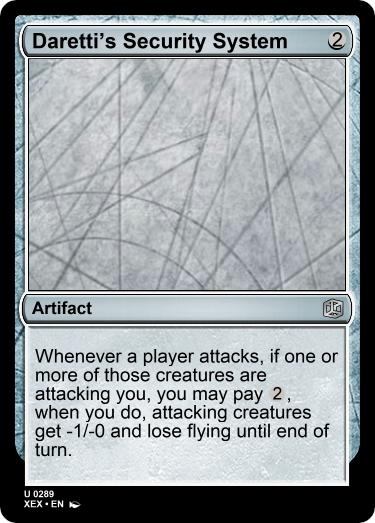 Daretti's Security System 2
Artifact
Whenever a player attacks, if one or
more of those creatures are
attacking you, you may pay 2 ,
when you do, attacking creatures
get -1/-0 and lose flying until end of
turn.
U 0289
XEX • EN